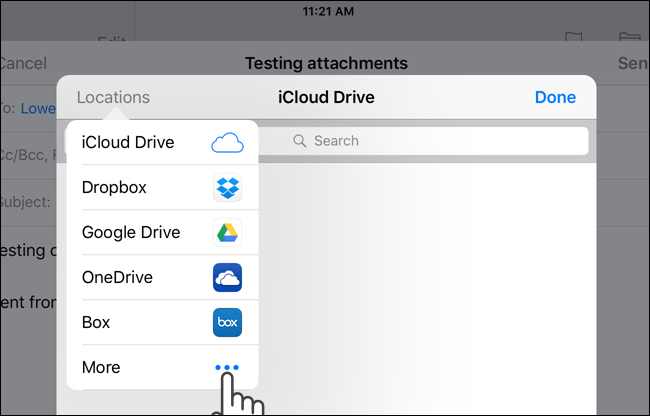 11:21 AM
Edit
Cancel
Testing attachments
Sen
Locations
iCloud Drive
Done
To: Lowe
iCloud Drive
Search
Cc/Bcc, F
Dropbox
Subject:
Google Drive
esting c
OneDrive
ent from
Box
box
More